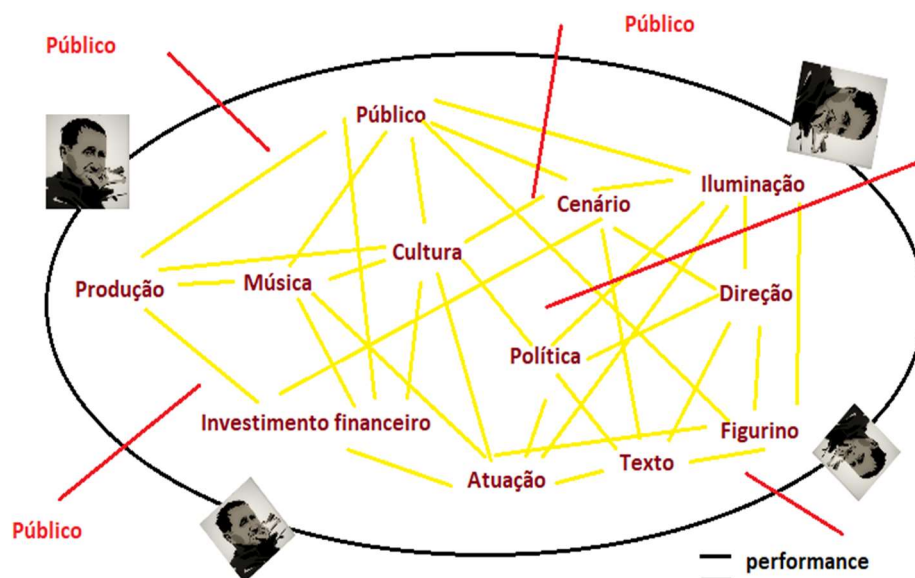 Público
Público
Público
Iluminação
Cenário
Cultura
Produção
Música
Direção
Política
Investimento financeiro
Figurino
Texto
Atuação
Público
performance